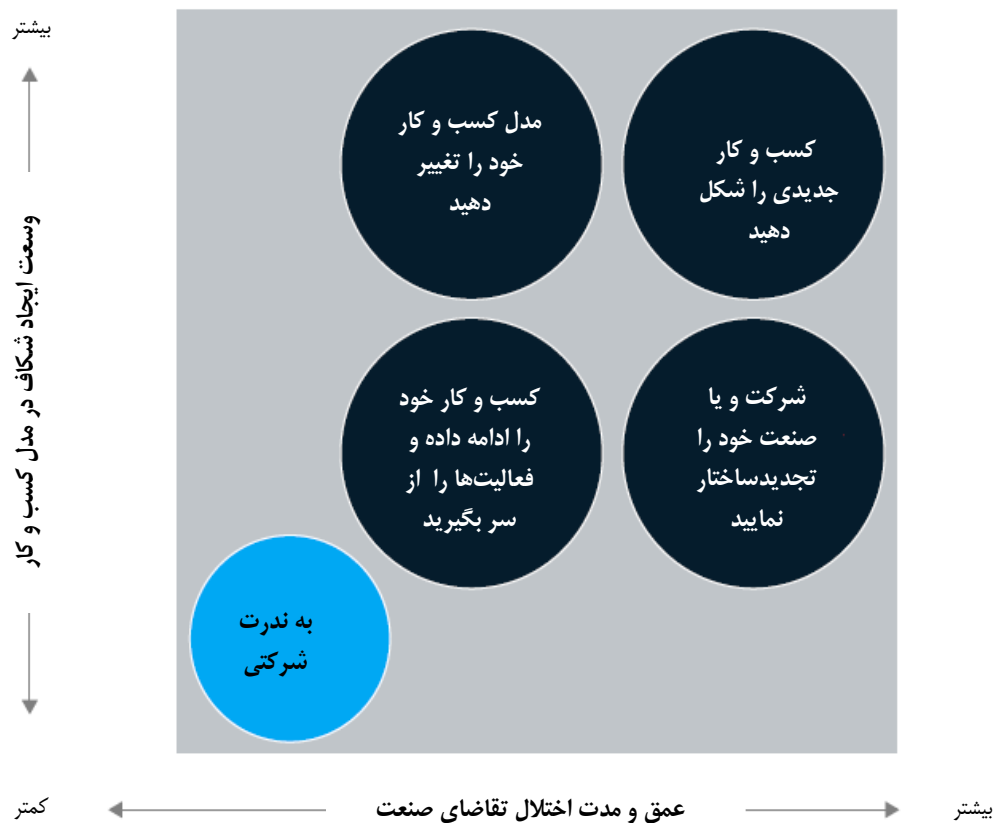 بیشتر
وسعت ایجاد شکاف در مدل کسب و کار
مدل کسب و کار
خود را تغییر
دهید
کسب و کار
جدیدی را شکل
دهید
کسب و کار خود
را ادامه داده و
فعالیت‌ها را از
سر بگیرید
شرکت و یا
صنعت خود را
تجدیدساختار
نمایید
به ندرت
شرکتی
کمتر
عمق و مدت اختلال تقاضای صنعت
بیشتر